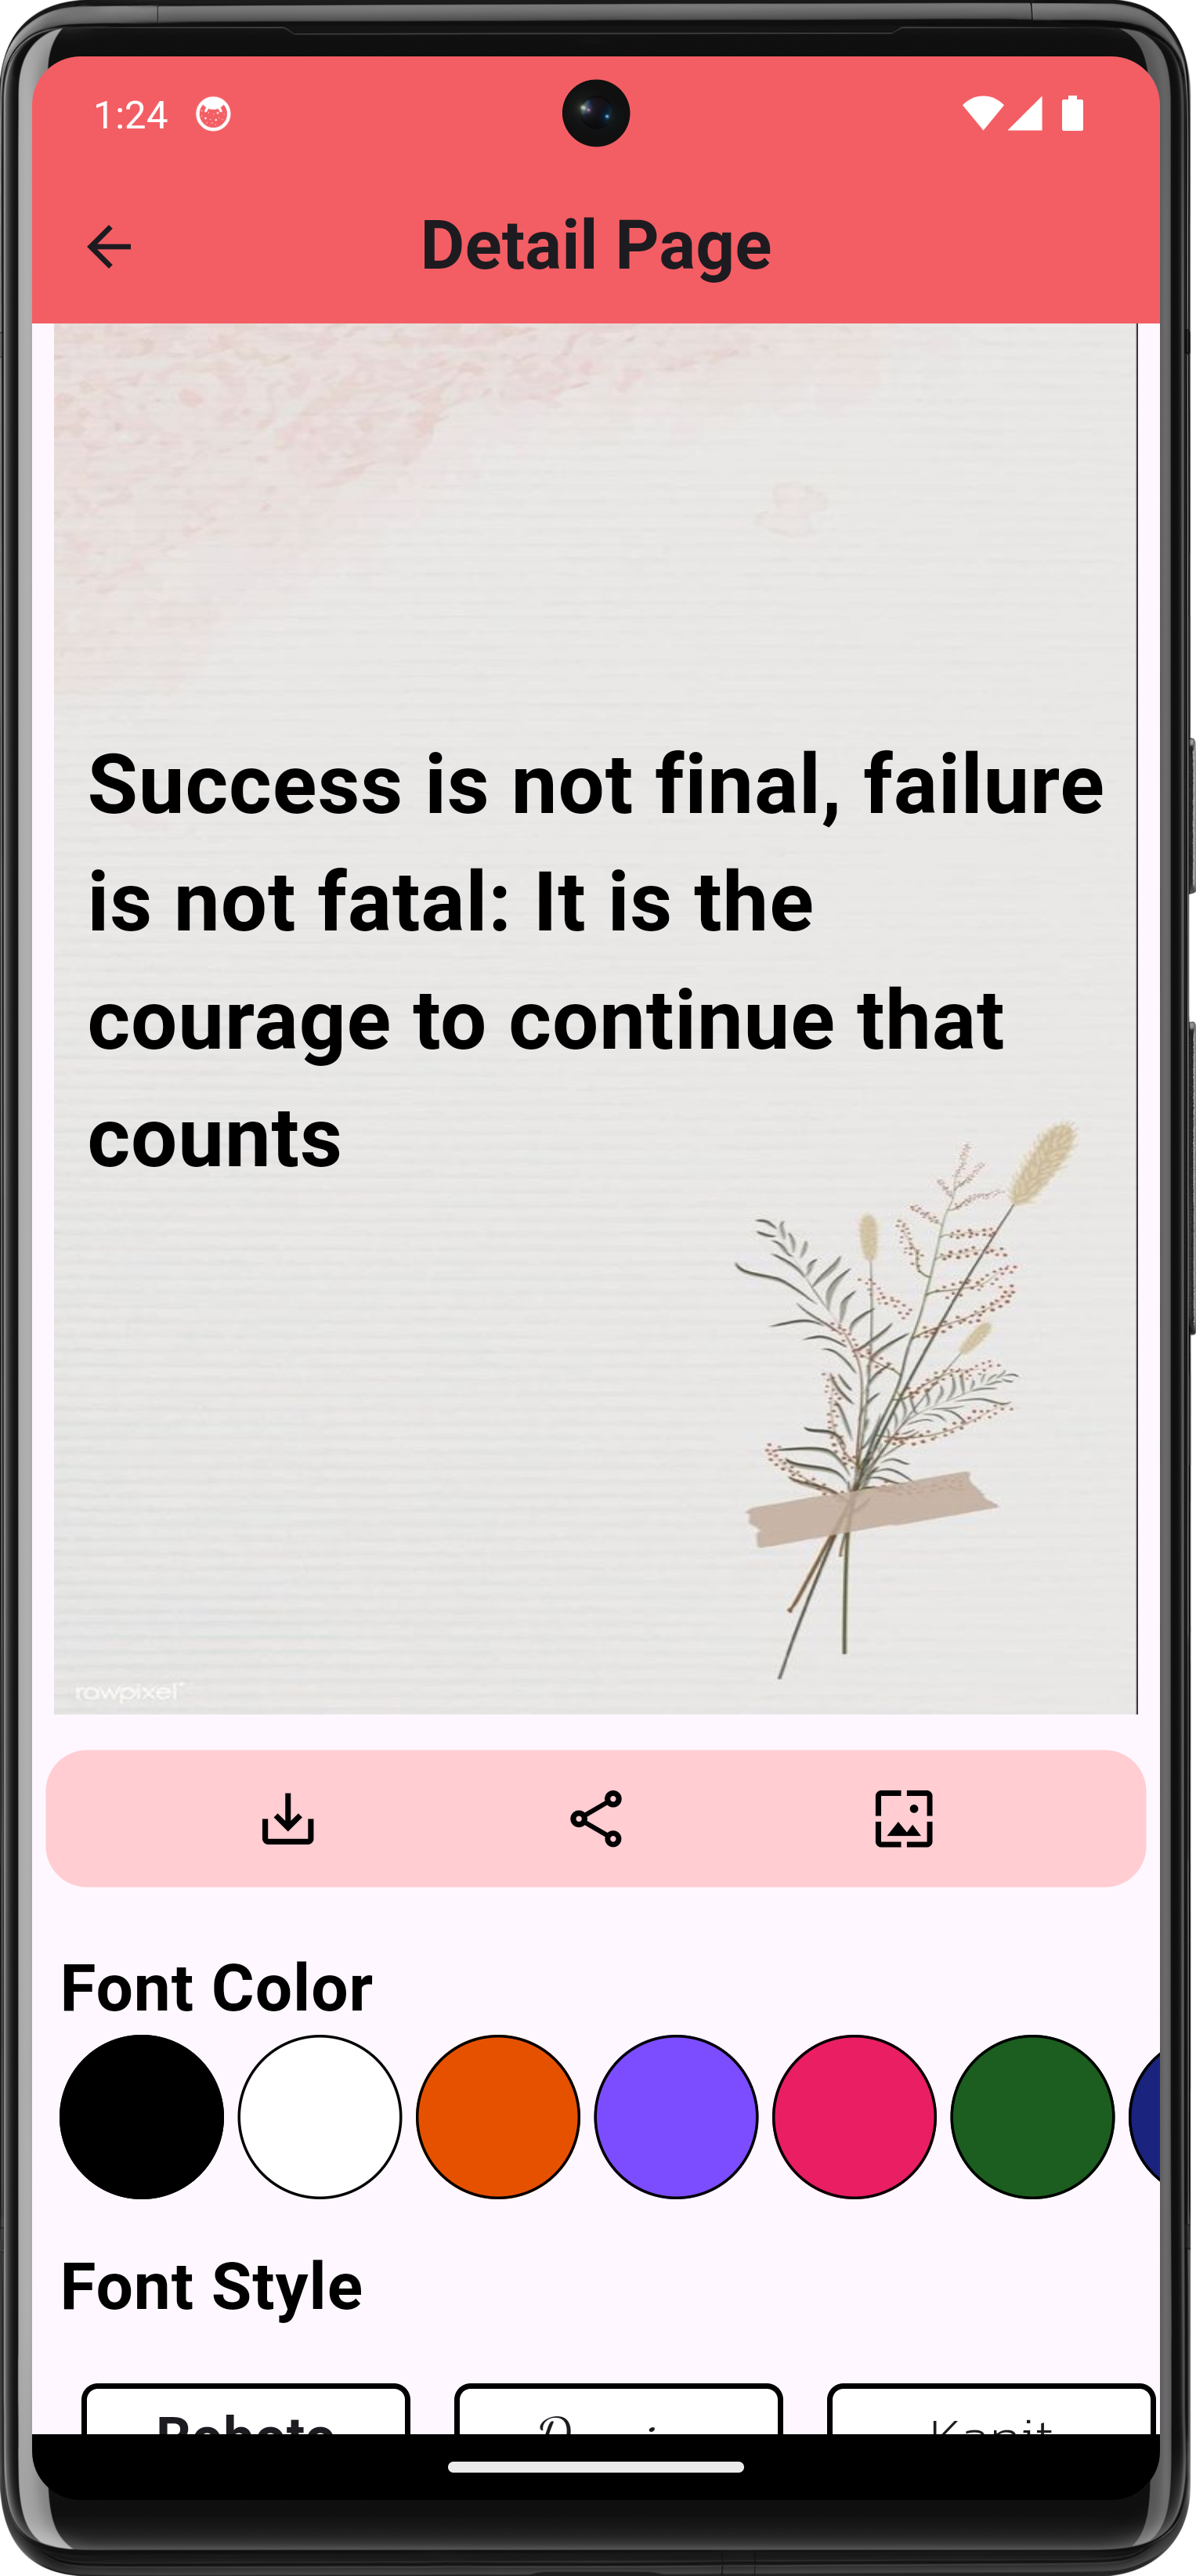 1:24
Detail Page
Success is not final, failure
is not fatal: It is the
courage to continue that
counts
rawpixel
Font Color
Font Style
Roboto Kanit